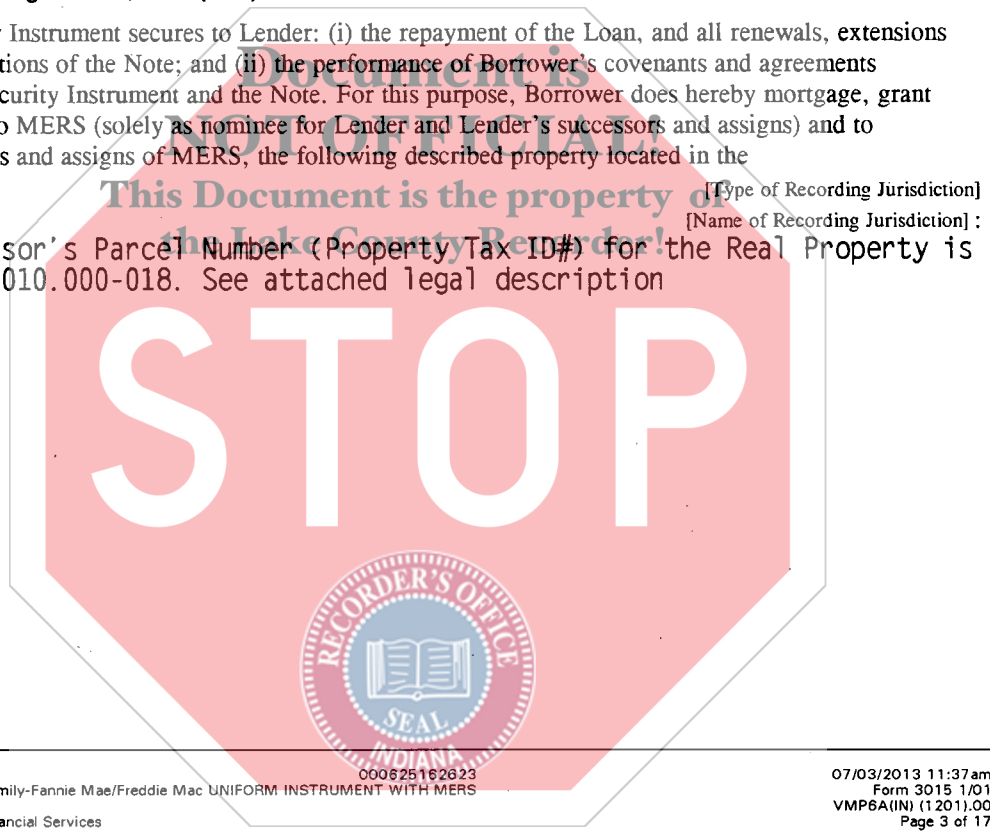 Instrument secures to Lender: (i) the repayment of the Loan, and all renewals, extensions
tions of the Note; and (ii) the performance of Borrower's covenants and agreements
curity Instrument and the Note. For this purpose, Borrower does hereby mortgage, grant
o MERS (solely as nominee for Lender and Lender's successors and assigns) and to
s and assigns of MERS, the following described property located in the
Document is
NOT OFFICIAL!
This Document is the property of
the Lake County Recorder!
[Type of Recording Jurisdiction]
[Name of Recording Jurisdiction] :
sor's Parcel Number (Property Tax ID#) for the Real Property is
010.000-018. See attached legal description
STOP
RECORDER'S OFFICE
SEAL
INDIANA
000625162623
mily-Fannie Mae/Freddie Mac UNIFORM INSTRUMENT WITH MERS
ancial Services
07/03/2013 11:37am
Form 3015 1/01
VMP6A(IN) (1201).00
Page 3 of 17